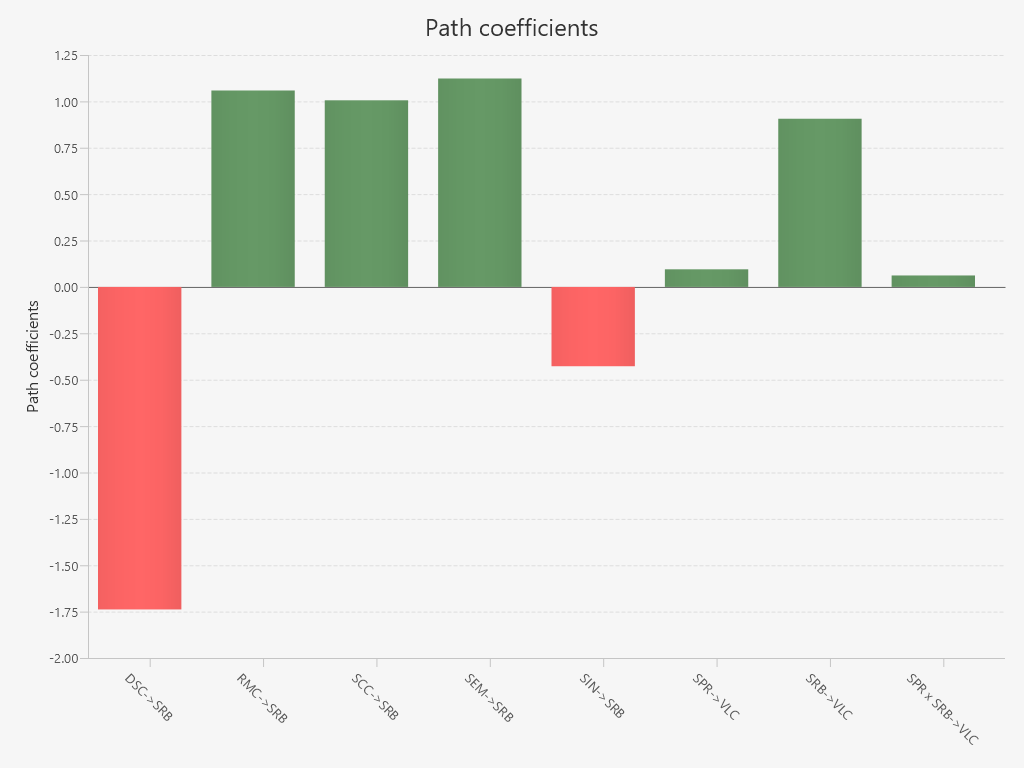 Path coefficients
1.25
1.00
0.75
0.50
0.25
0.00
-0.25
-0.50
-0.75
-1.00
-1.25
-1.50
-1.75
-2.00
Path coefficients
DSC->SRB
RMC->SRB
SCC->SRB
SEM->SRB
SIN->SRB
SPR->VLC
SRB->VLC
SPR x SRB->VLC